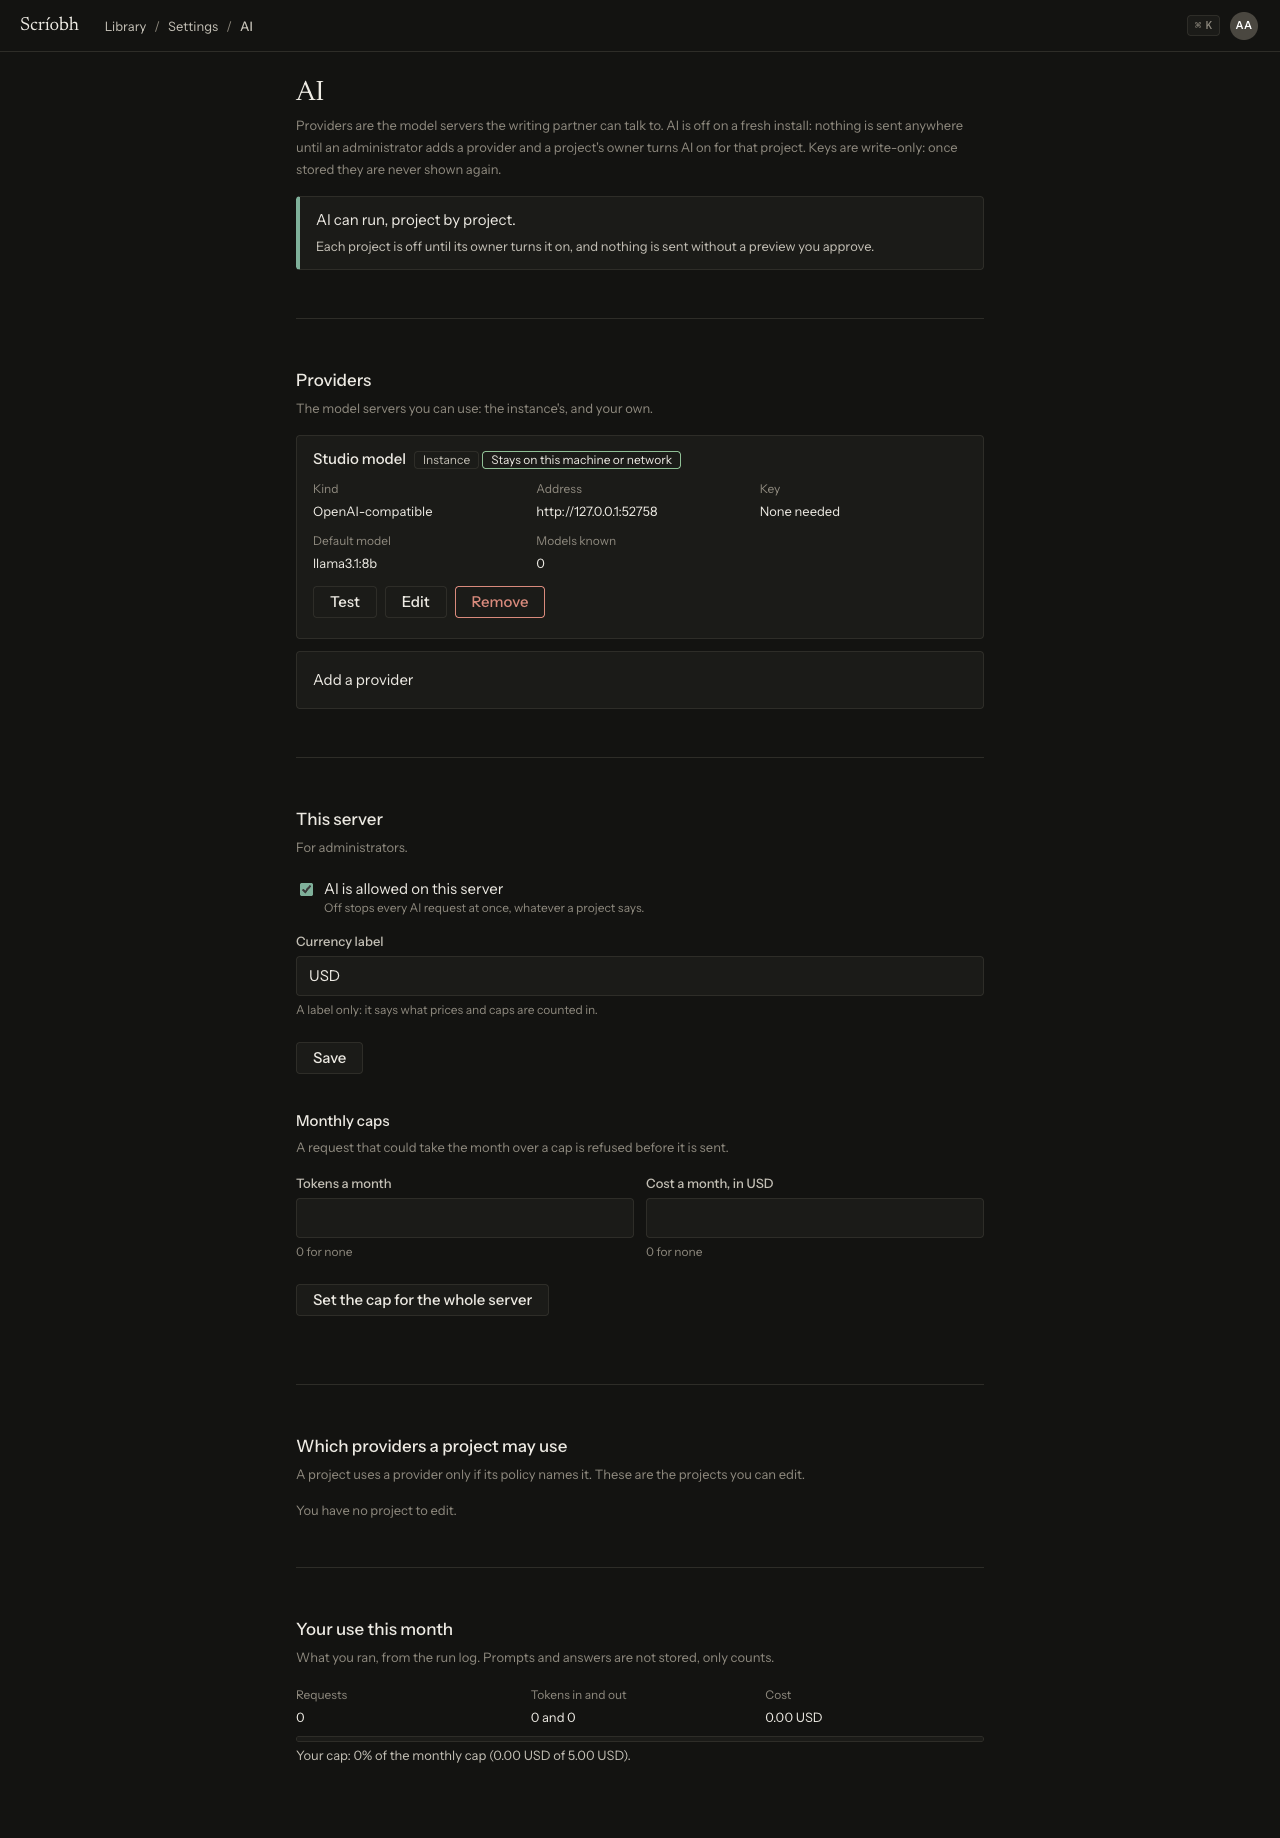 Scríobh
Library / Settings / AI
⌘ K
AA
AI
Providers are the model servers the writing partner can talk to. AI is off on a fresh install: nothing is sent anywhere
until an administrator adds a provider and a project's owner turns AI on for that project. Keys are write-only: once
stored they are never shown again.
AI can run, project by project.
Each project is off until its owner turns it on, and nothing is sent without a preview you approve.
Providers
The model servers you can use: the instance's, and your own.
Studio model Instance Stays on this machine or network
Kind Address Key
OpenAI-compatible http://127.0.0.1:52758 None needed
Default model Models known
llama3.1:8b 0
Test Edit Remove
Add a provider
This server
For administrators.
AI is allowed on this server
Off stops every AI request at once, whatever a project says.
Currency label
USD
A label only: it says what prices and caps are counted in.
Save
Monthly caps
A request that could take the month over a cap is refused before it is sent.
Tokens a month Cost a month, in USD
0 for none 0 for none
Set the cap for the whole server
Which providers a project may use
A project uses a provider only if its policy names it. These are the projects you can edit.
You have no project to edit.
Your use this month
What you ran, from the run log. Prompts and answers are not stored, only counts.
Requests Tokens in and out Cost
0 0 and 0 0.00 USD
Your cap: 0% of the monthly cap (0.00 USD of 5.00 USD).